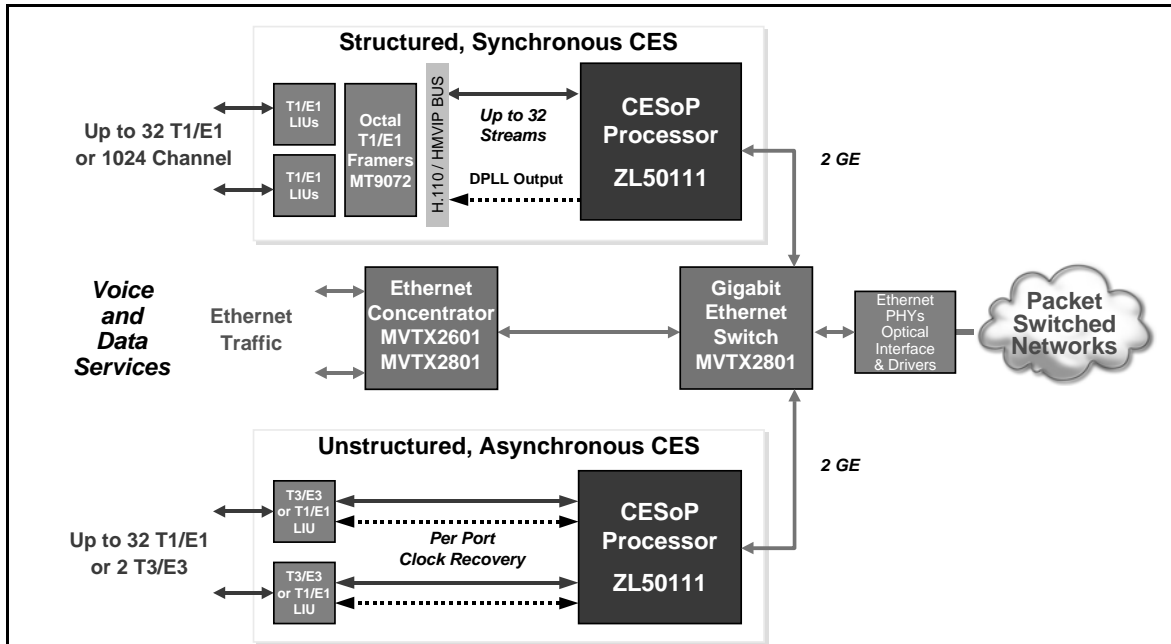 Structured, Synchronous CES
Up to 32 T1/E1
or 1024 Channel
T1/E1
LIUs
T1/E1
LIUs
Octal
T1/E1
Framers
MT9072
H.110 / HMVIP BUS
Up to 32
Streams
DPLL Output
CESoP
Processor
ZL50111
2 GE
Voice
and
Data
Services
Ethernet
Traffic
Ethernet
Concentrator
MVTX2601
MVTX2801
Gigabit
Ethernet
Switch
MVTX2801
Ethernet
PHYs
Optical
Interface
& Drivers
Packet
Switched
Networks
Unstructured, Asynchronous CES
Up to 32 T1/E1
or 2 T3/E3
T3/E3
or T1/E1
LIU
T3/E3
or T1/E1
LIU
Per Port
Clock Recovery
CESoP
Processor
ZL50111
2 GE